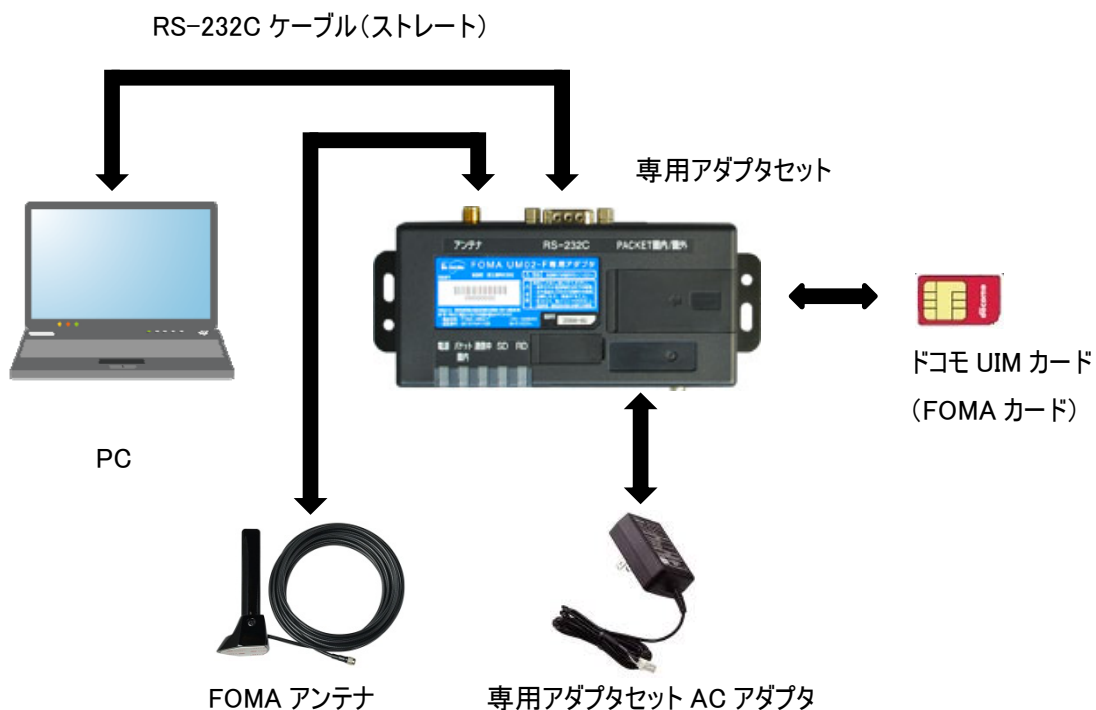 RS-232C ケーブル(ストレート)
専用アダプタセット
アンテナ
RS-232C
PACKET圏内/圏外
FOMA UM02-F専用アダプタ
電源 パケット 通信中 SD RD
圏内
docomo
ドコモ UIM カード
(FOMA カード)
PC
FOMA アンテナ
専用アダプタセット AC アダプタ